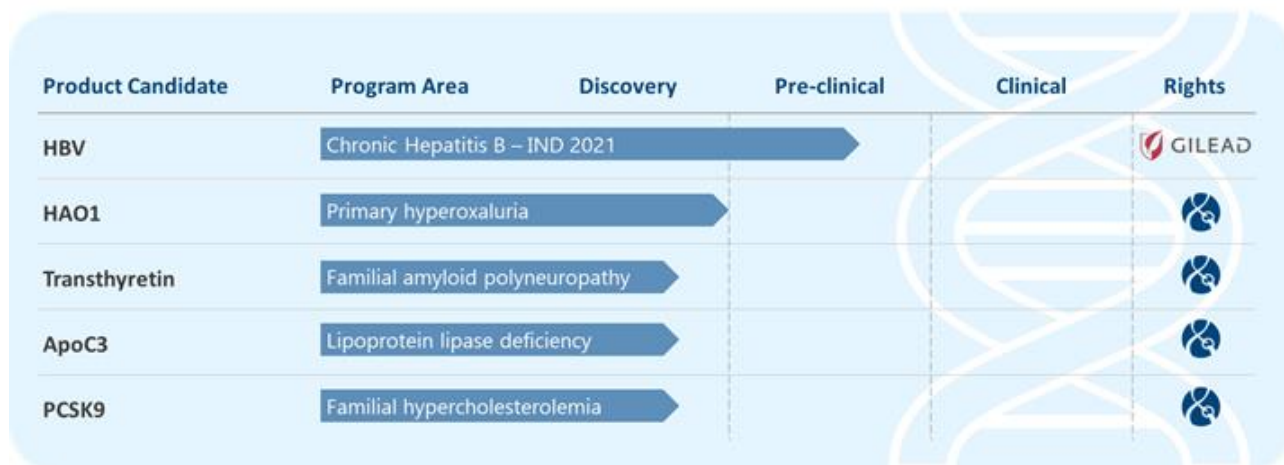 Product Candidate Program Area Discovery Pre-clinical Clinical Rights
HBV Chronic Hepatitis B – IND 2021 GILEAD
HAO1 Primary hyperoxaluria
Transthyretin Familial amyloid polyneuropathy
ApoC3 Lipoprotein lipase deficiency
PCSK9 Familial hypercholesterolemia